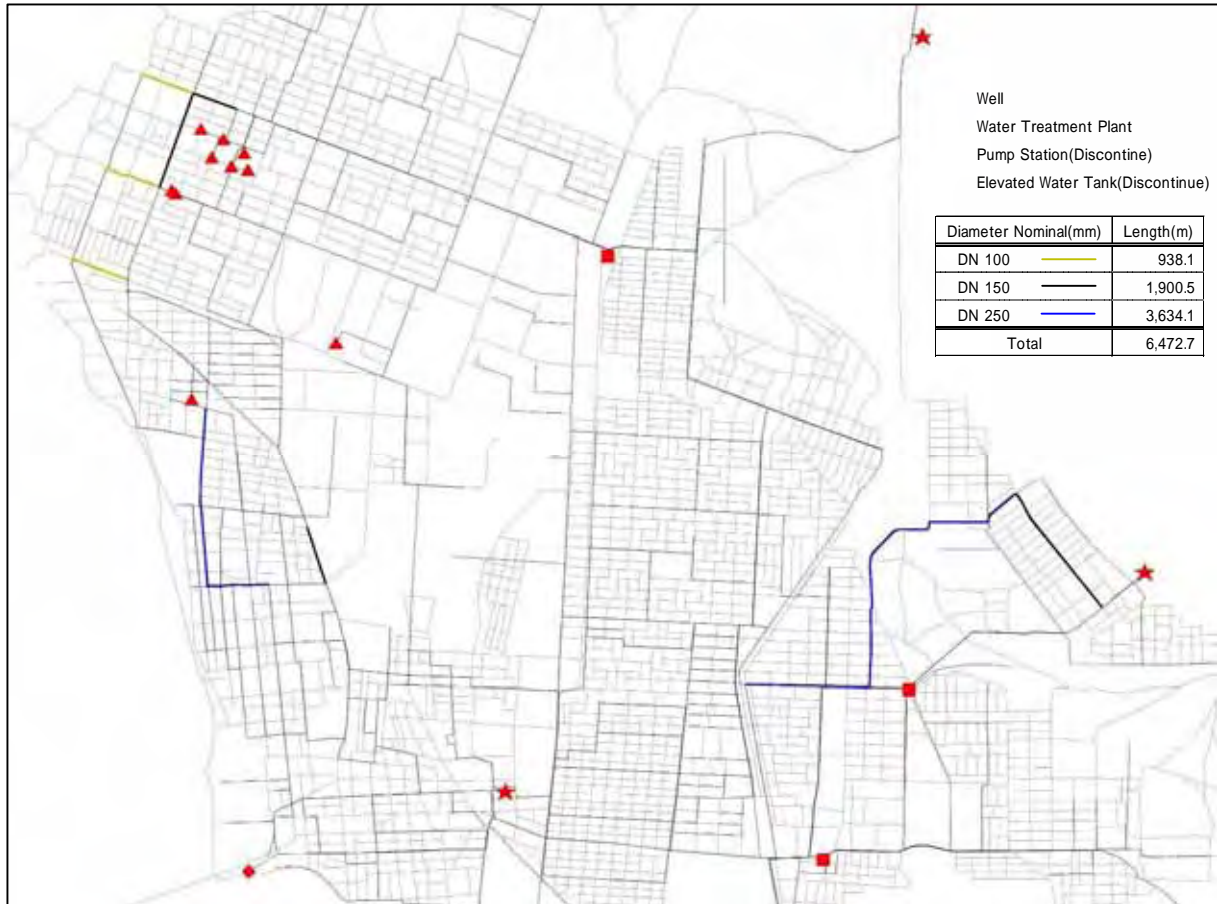 Well
Water Treatment Plant
Pump Station(Discontine)
Elevated Water Tank(Discontinue)
Diameter Nominal(mm) Length(m)
DN 100 938.1
DN 150 1,900.5
DN 250 3,634.1
Total 6,472.7